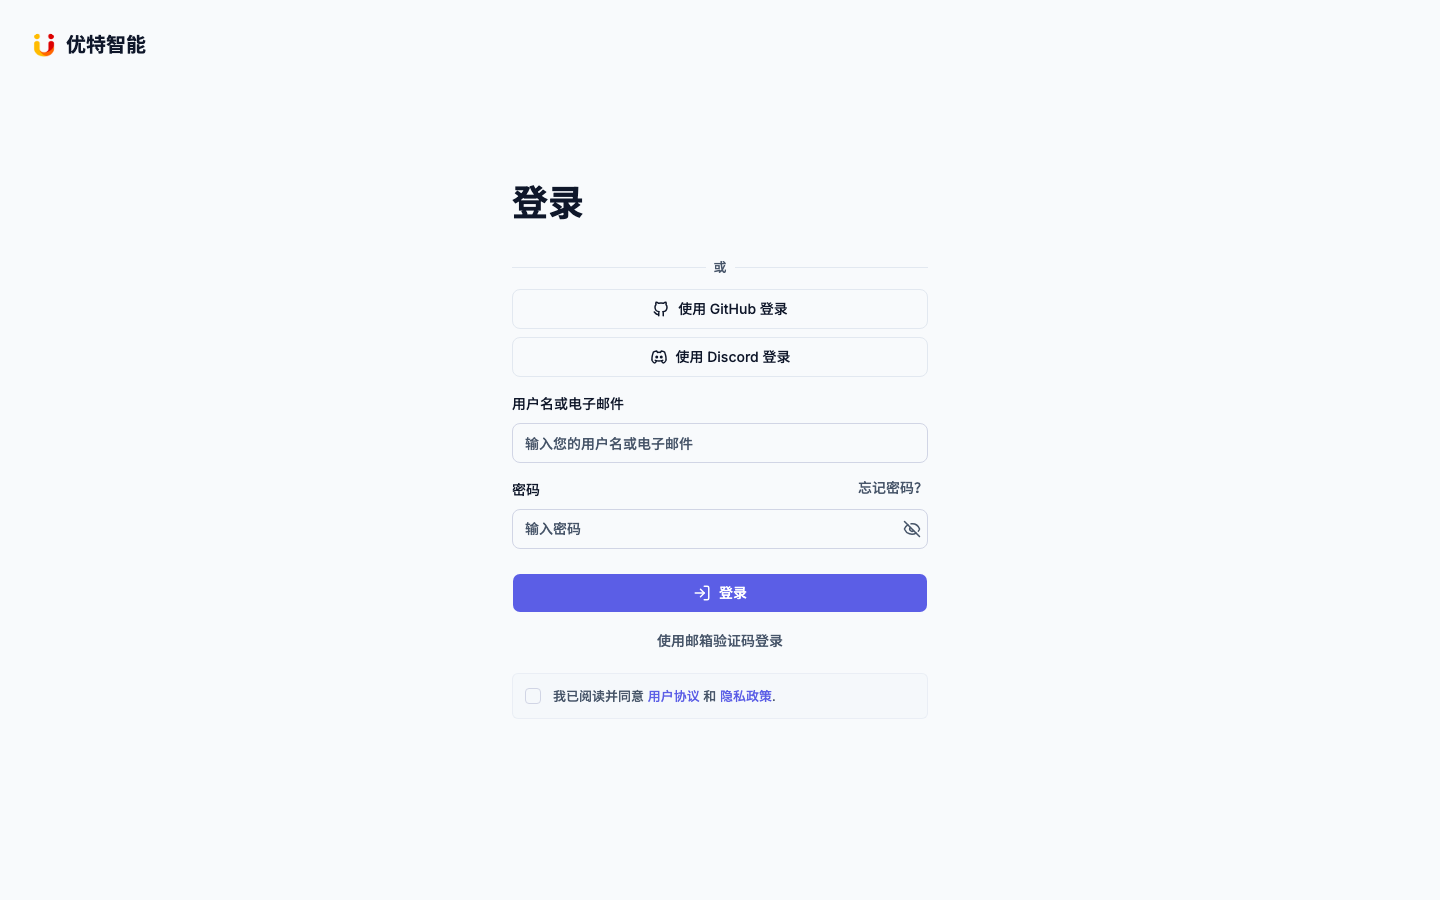 优特智能
登录
或
使用 GitHub 登录
使用 Discord 登录
用户名或电子邮件
输入您的用户名或电子邮件
密码
忘记密码?
输入密码
登录
使用邮箱验证码登录
我已阅读并同意 用户协议 和 隐私政策.